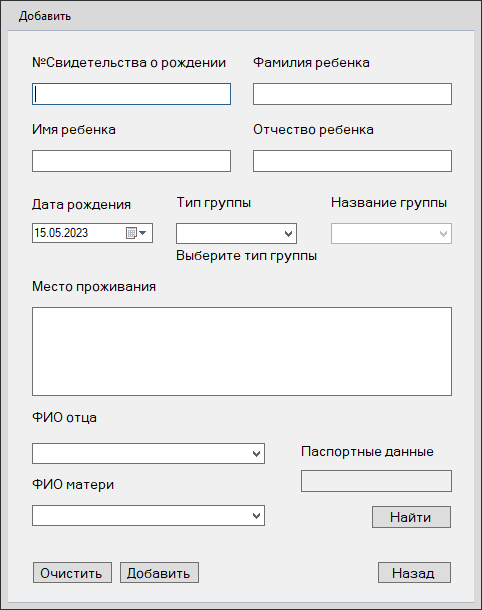 Добавить
№Свидетельства о рождении Фамилия ребенка
Имя ребенка Отчество ребенка
Дата рождения Тип группы Название группы
15.05.2023
Выберите тип группы
Место проживания
ФИО отца
Паспортные данные
ФИО матери
Найти
Очистить Добавить Назад